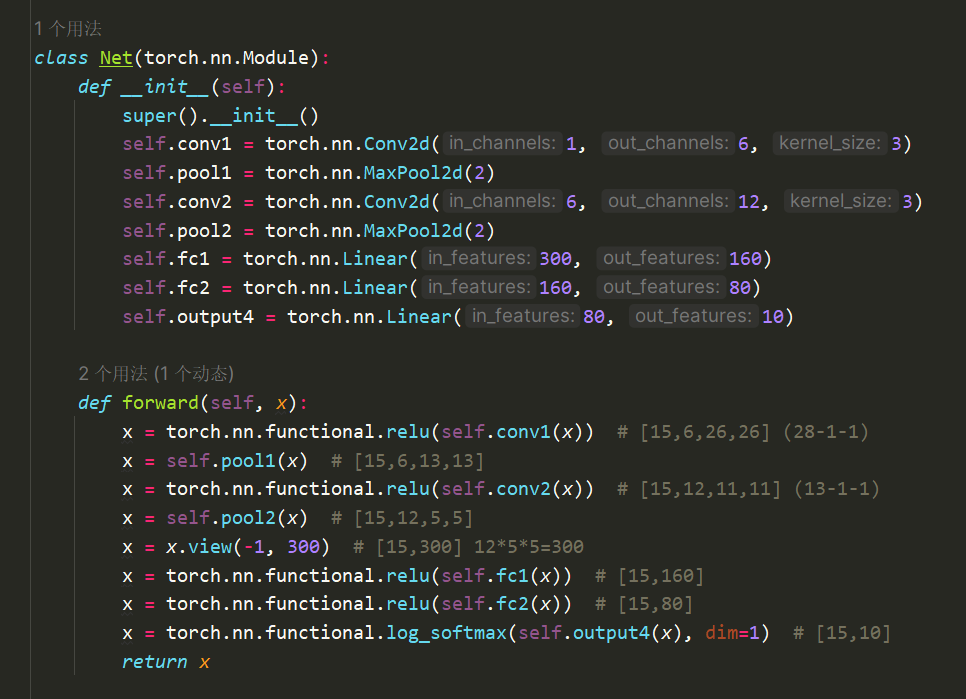 1 个用法
class Net(torch.nn.Module):
def __init__(self):
super().__init__()
self.conv1 = torch.nn.Conv2d( in_channels: 1, out_channels: 6, kernel_size: 3)
self.pool1 = torch.nn.MaxPool2d(2)
self.conv2 = torch.nn.Conv2d( in_channels: 6, out_channels: 12, kernel_size: 3)
self.pool2 = torch.nn.MaxPool2d(2)
self.fc1 = torch.nn.Linear( in_features: 300, out_features: 160)
self.fc2 = torch.nn.Linear( in_features: 160, out_features: 80)
self.output4 = torch.nn.Linear( in_features: 80, out_features: 10)
2 个用法 (1 个动态)
def forward(self, x):
x = torch.nn.functional.relu(self.conv1(x))  # [15,6,26,26] (28-1-1)
x = self.pool1(x)  # [15,6,13,13]
x = torch.nn.functional.relu(self.conv2(x))  # [15,12,11,11] (13-1-1)
x = self.pool2(x)  # [15,12,5,5]
x = x.view(-1, 300)  # [15,300] 12*5*5=300
x = torch.nn.functional.relu(self.fc1(x))  # [15,160]
x = torch.nn.functional.relu(self.fc2(x))  # [15,80]
x = torch.nn.functional.log_softmax(self.output4(x), dim=1)  # [15,10]
return x